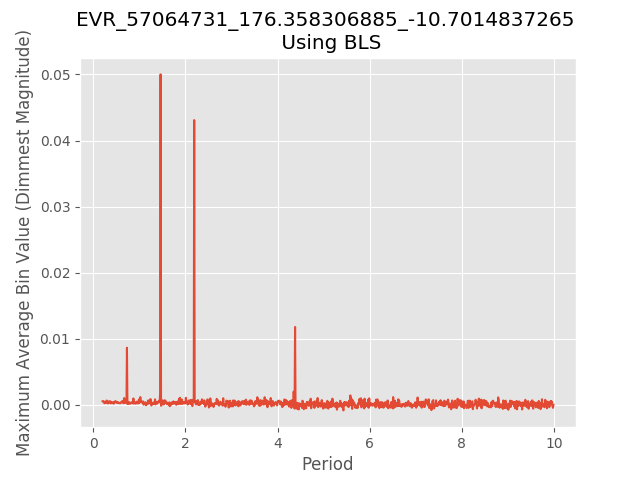 EVR_57064731_176.358306885_-10.7014837265
Using BLS
Maximum Average Bin Value (Dimmest Magnitude)
0.05
0.04
0.03
0.02
0.01
0.00
0 2 4 6 8 10
Period